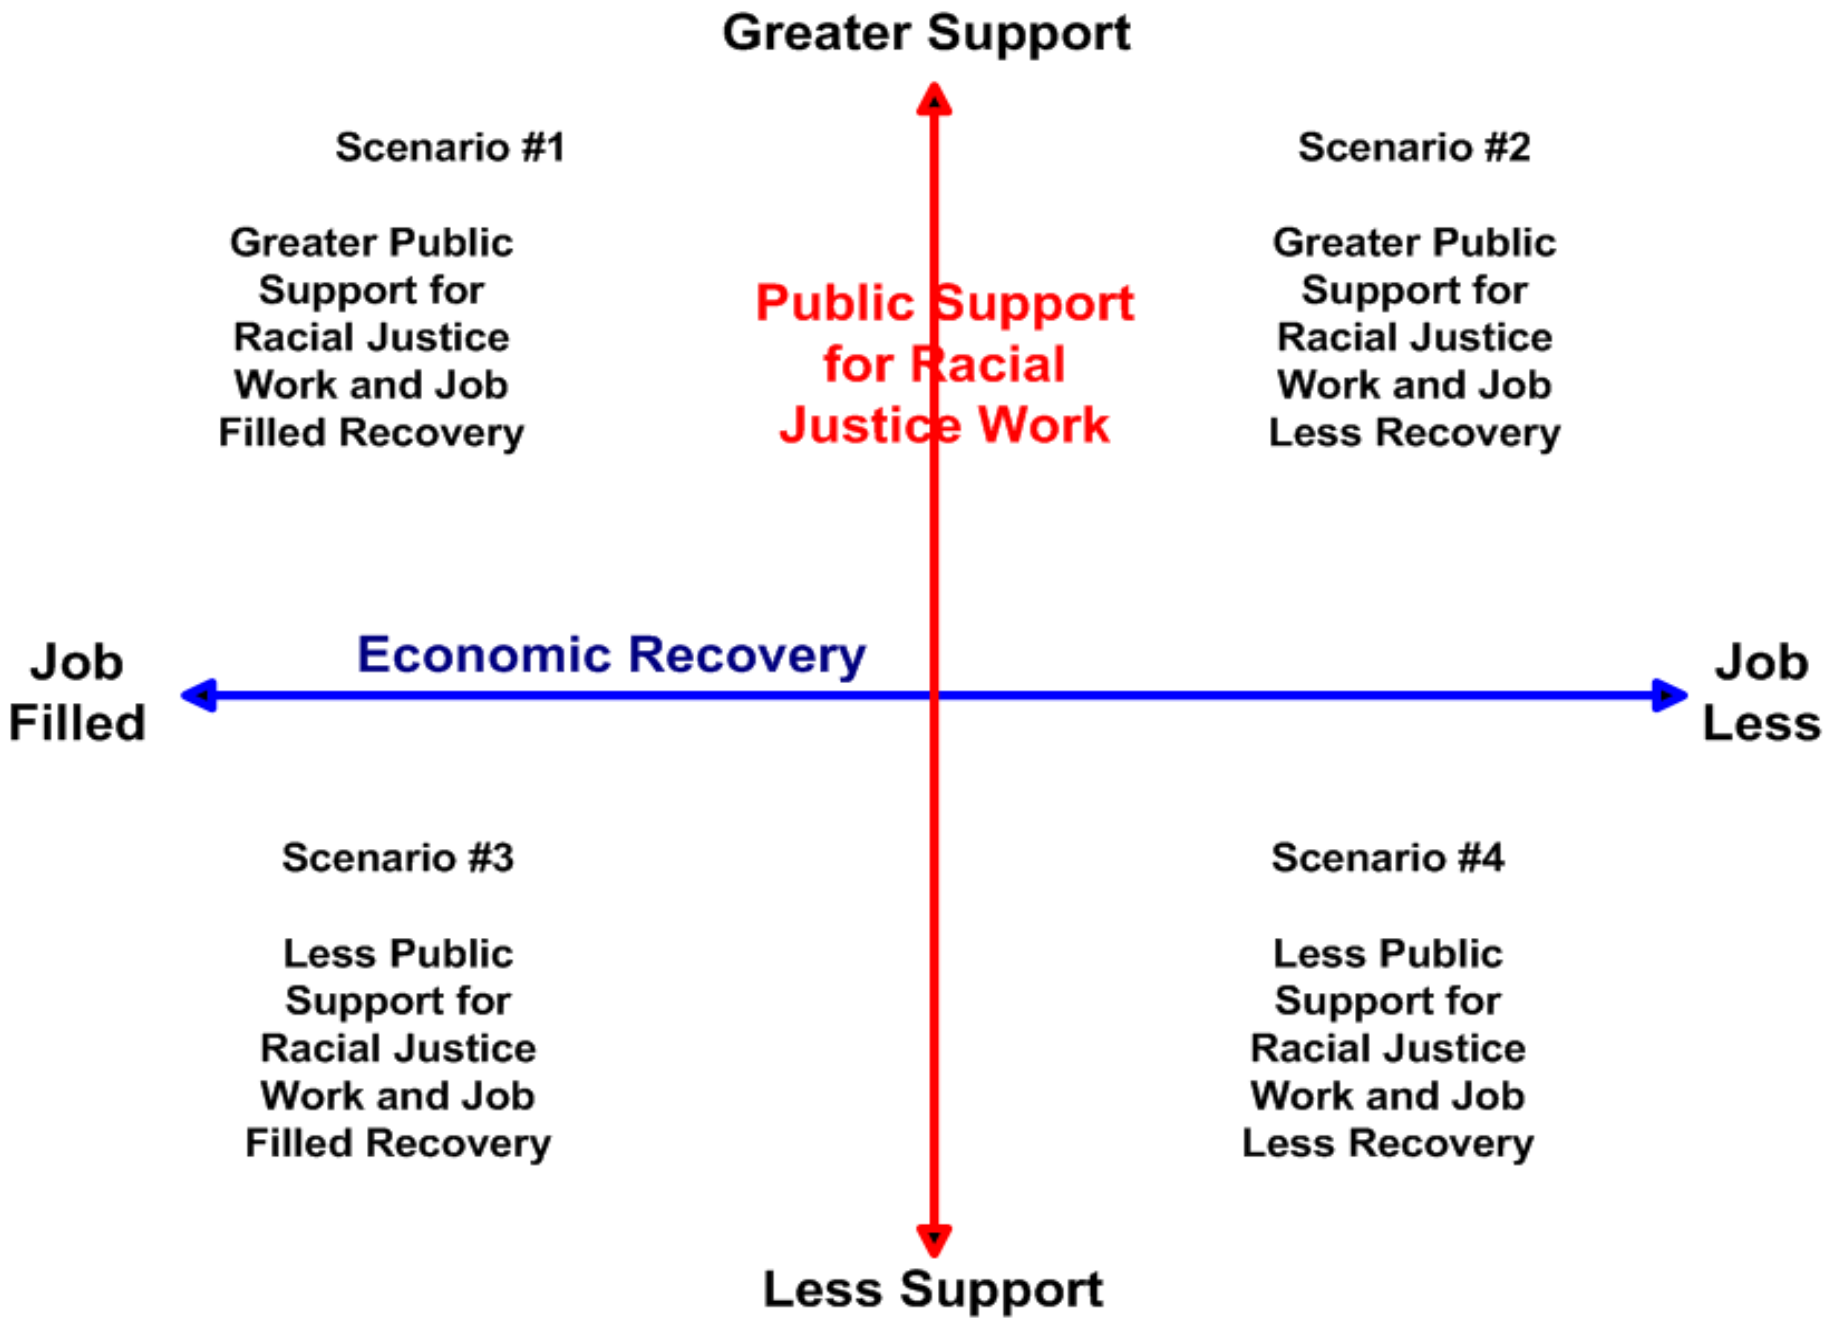 Greater Support
Scenario #1
Greater Public
Support for
Racial Justice
Work and Job
Filled Recovery
Public Support
for Racial
Justice Work
Scenario #2
Greater Public
Support for
Racial Justice
Work and Job
Less Recovery
Job
Filled
Economic Recovery
Job
Less
Scenario #3
Less Public
Support for
Racial Justice
Work and Job
Filled Recovery
Scenario #4
Less Public
Support for
Racial Justice
Work and Job
Less Recovery
Less Support